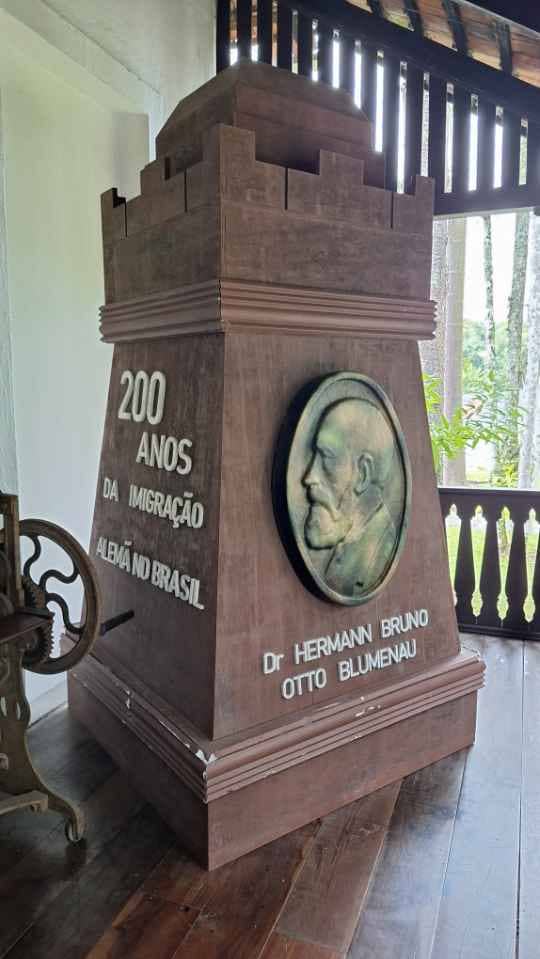 200
ANOS
DA IMIGRAÇÃO
ALEMÃ NO BRASIL
Dr HERMANN BRUNO
OTTO BLUMENAU